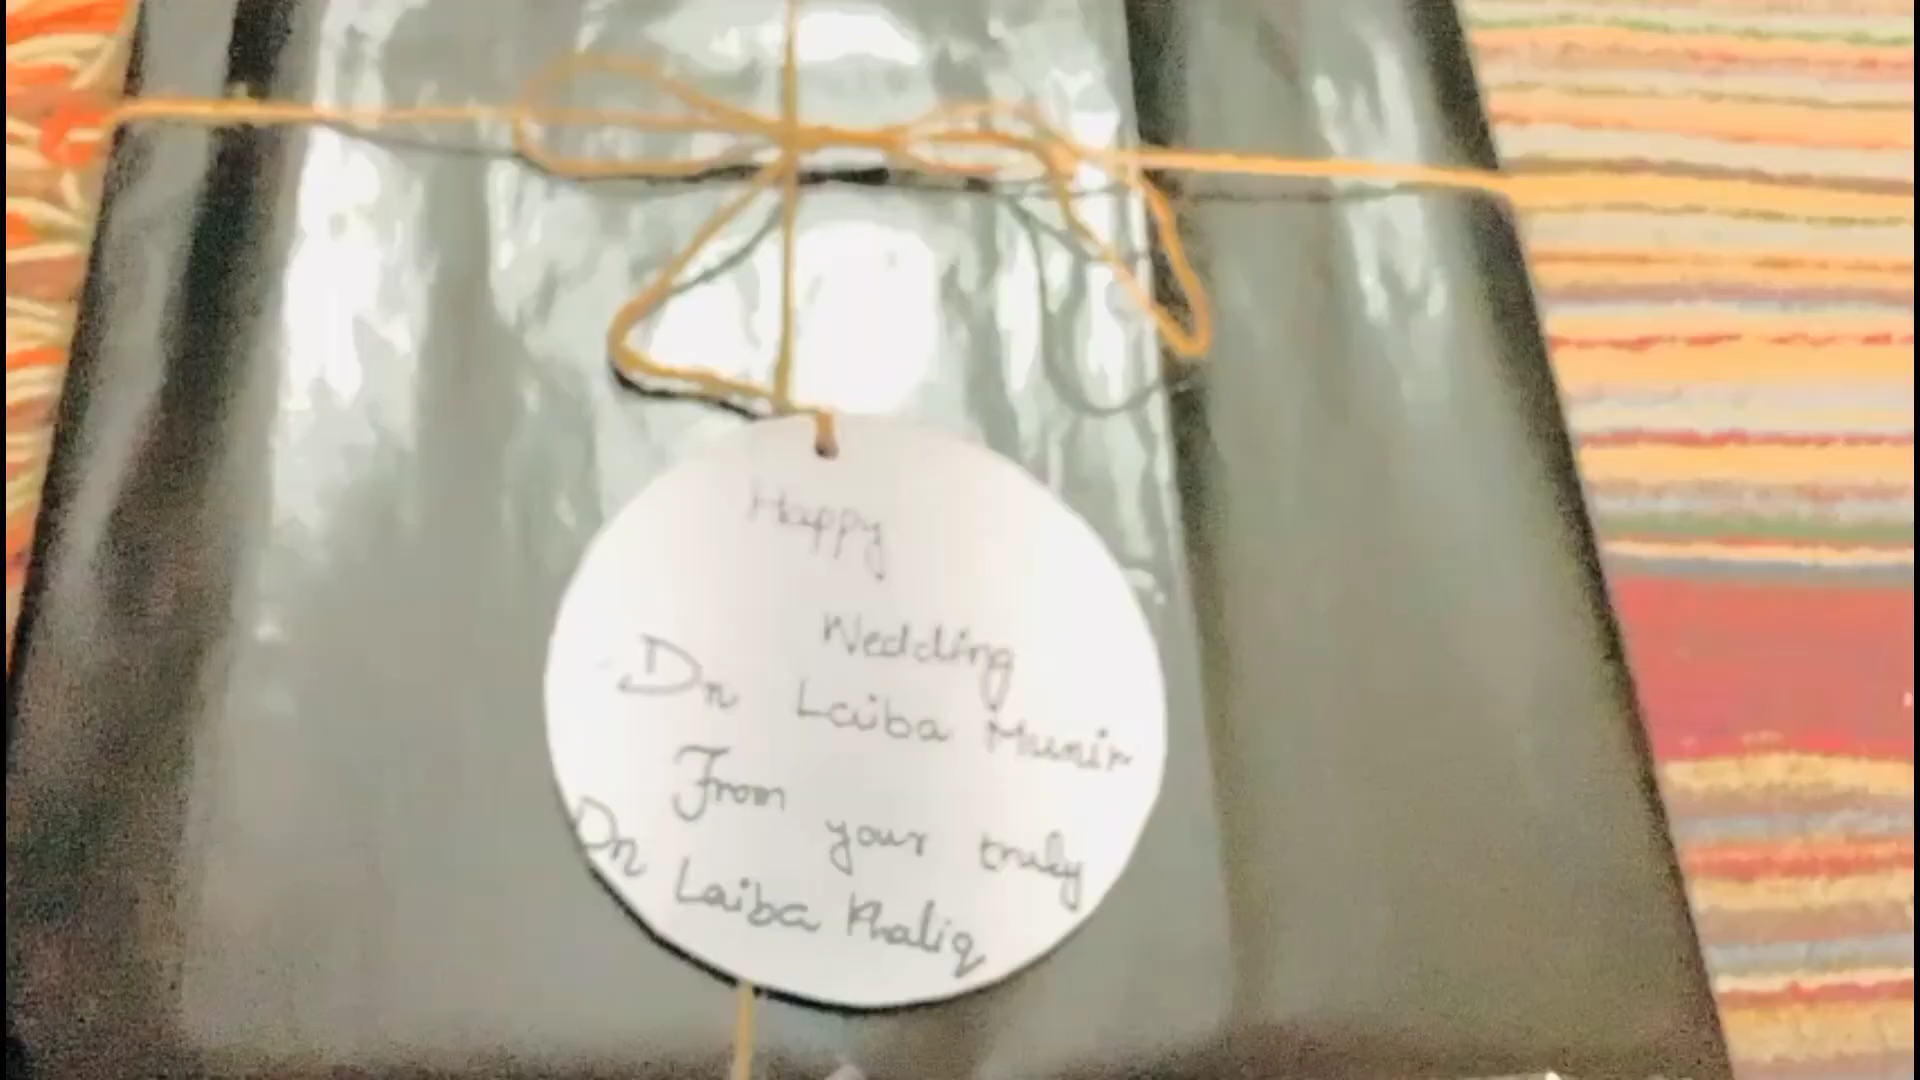 Happy
Wedding
Dr Laiba Munir
From your truly
Dr Laiba Khaliq